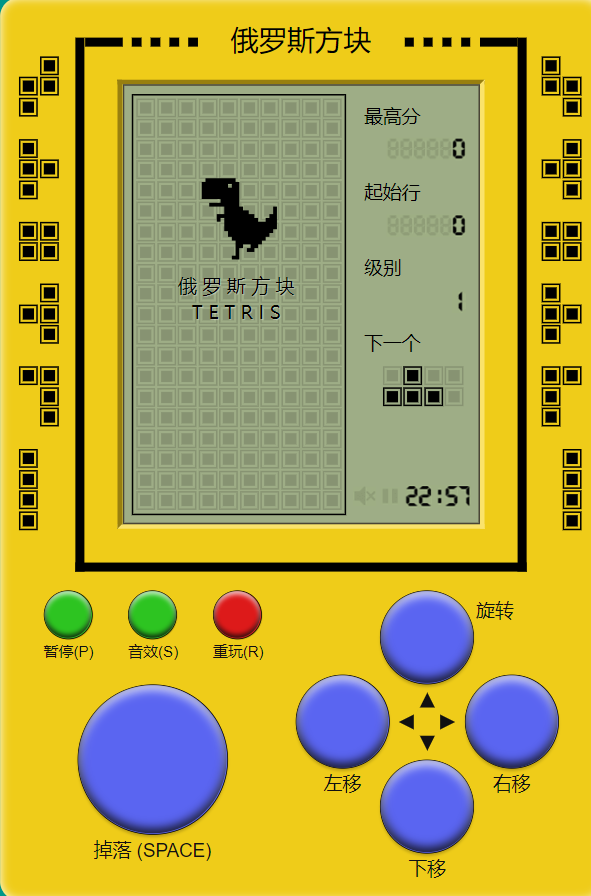 俄罗斯方块
最高分
0
起始行
0
级别
1
俄罗斯方块
TETRIS
下一个
22:57
旋转
暂停(P)
音效(S)
重玩(R)
左移
右移
掉落 (SPACE)
下移